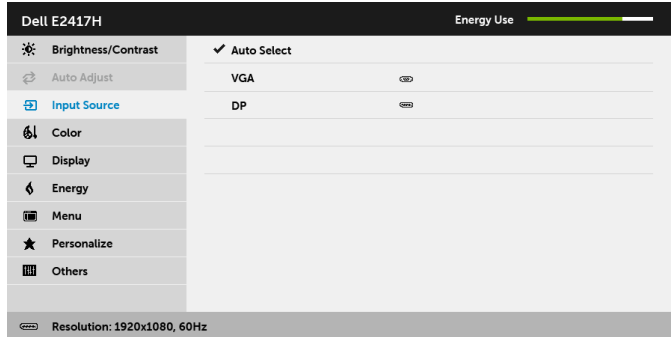 Dell E2417H
Energy Use
Brightness/Contrast
Auto Select
Auto Adjust
VGA
Input Source
DP
Color
Display
Energy
Menu
Personalize
Others
Resolution: 1920x1080, 60Hz